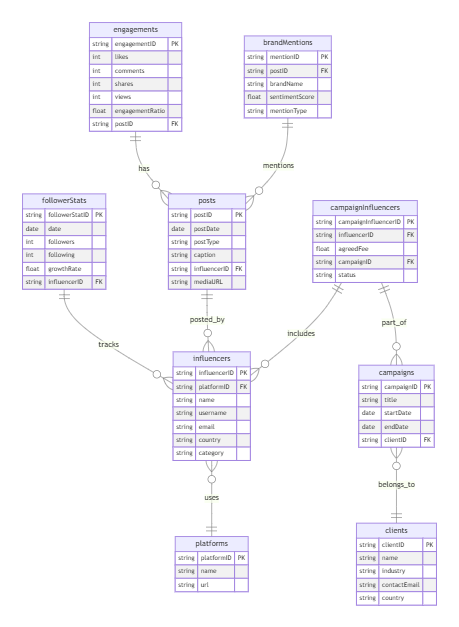 engagements
string engagementID PK
int likes
int comments
int shares
int views
float engagementRatio
string postID FK
brandMentions
string mentionID PK
string postID FK
string brandName
float sentimentScore
string mentionType
has
mentions
followerStats
string followerStatID PK
date date
int followers
int following
float growthRate
string influencerID FK
posts
string postID PK
date postDate
string postType
string caption
string influencerID FK
string mediaURL
campaignInfluencers
string campaignInfluencerID PK
string influencerID FK
float agreedFee
string campaignID FK
string status
tracks
posted_by
includes
part_of
influencers
string influencerID PK
string platformID FK
string name
string username
string email
string country
string category
campaigns
string campaignID PK
string title
date startDate
date endDate
string clientID FK
uses
belongs_to
platforms
string platformID PK
string name
string url
clients
string clientID PK
string name
string industry
string contactEmail
string country